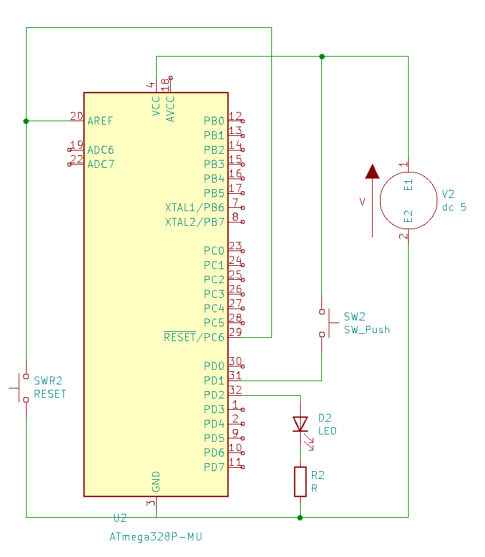 4
VCC
18
AVCC
20
AREF
19
ADC6
22
ADC7
PB0
12
PB1
13
PB2
14
PB3
15
PB4
16
PB5
17
XTAL1/PB6
7
XTAL2/PB7
8
PC0
23
PC1
24
PC2
25
PC3
26
PC4
27
PC5
28
RESET/PC6
29
PD0
30
PD1
31
PD2
32
PD3
1
PD4
2
PD5
9
PD6
10
PD7
11
GND
3
U2
ATmega328P-MU
SWR2
RESET
1
E1
V
E2
2
V2
dc 5
SW2
SW_Push
D2
LED
R2
R